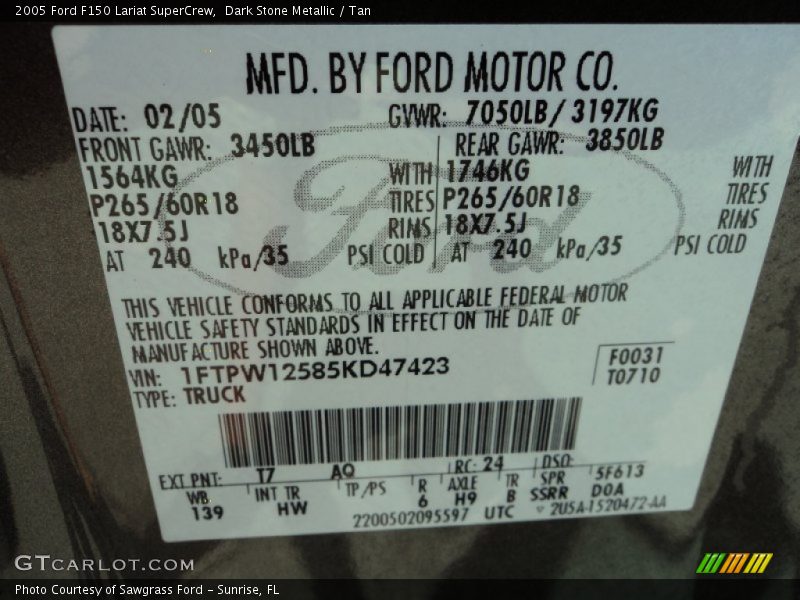 2005 Ford F150 Lariat SuperCrew, Dark Stone Metallic / Tan
MFD. BY FORD MOTOR CO.
DATE: 02/05 GVWR: 7050LB/ 3197KG
FRONT GAWR: 3450LB REAR GAWR: 3850LB
1564KG WITH 1746KG WITH
P265/60R18 TIRES P265/60R18 TIRES
18X7.5J RIMS 18X7.5J RIMS
AT 240 kPa/35 PSI COLD AT 240 kPa/35 PSI COLD
Ford
THIS VEHICLE CONFORMS TO ALL APPLICABLE FEDERAL MOTOR
VEHICLE SAFETY STANDARDS IN EFFECT ON THE DATE OF
MANUFACTURE SHOWN ABOVE.
VIN: 1FTPW12585KD47423
TYPE: TRUCK
F0031
T0710
EXT PNT: T7 AQ RC: 24 DSO:
WB INT TR TP/PS R AXLE TR SPR 5F613
139 HW 6 H9 B SSRR DOA
2200502095597 UTC 2U5A-1520472-AA
GTCARLOT.COM
Photo Courtesy of Sawgrass Ford - Sunrise, FL